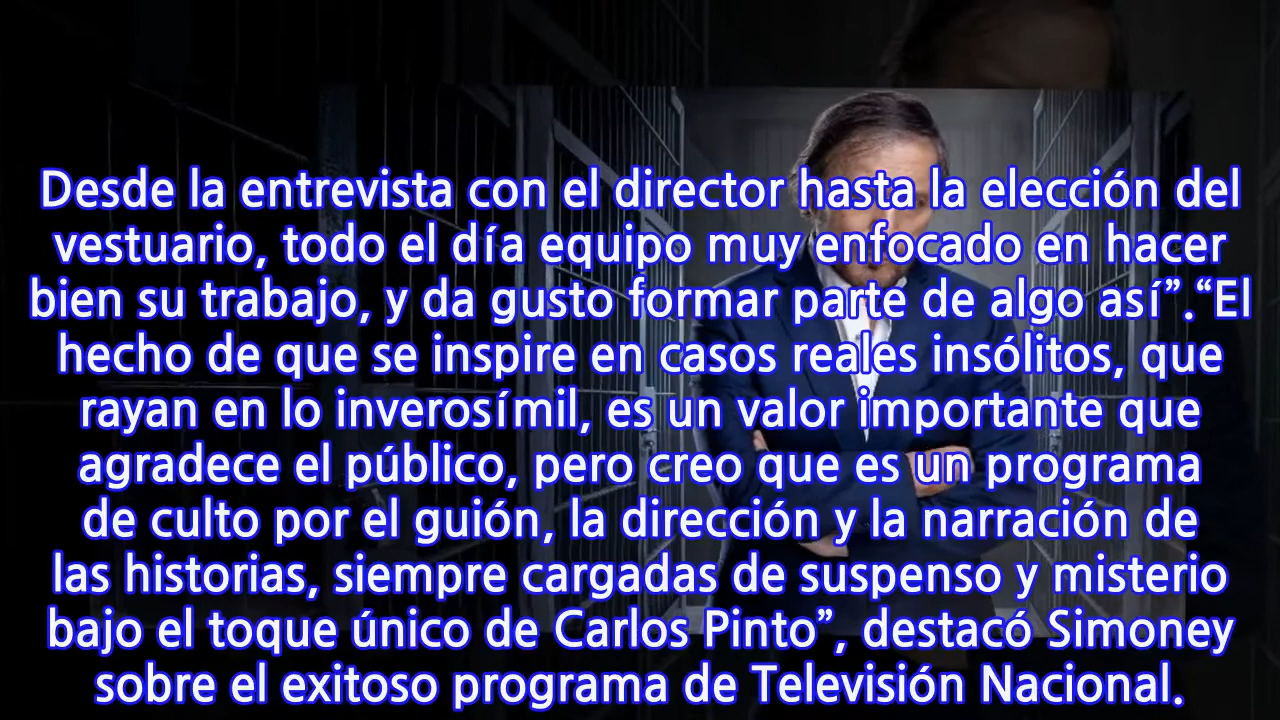 Desde la entrevista con el director hasta la elección del
vestuario, todo el día equipo muy enfocado en hacer
bien su trabajo, y da gusto formar parte de algo así”.“El
hecho de que se inspire en casos reales insólitos, que
rayan en lo inverosímil, es un valor importante que
agradece el público, pero creo que es un programa
de culto por el guión, la dirección y la narración de
las historias, siempre cargadas de suspenso y misterio
bajo el toque único de Carlos Pinto”, destacó Simoney
sobre el exitoso programa de Televisión Nacional.